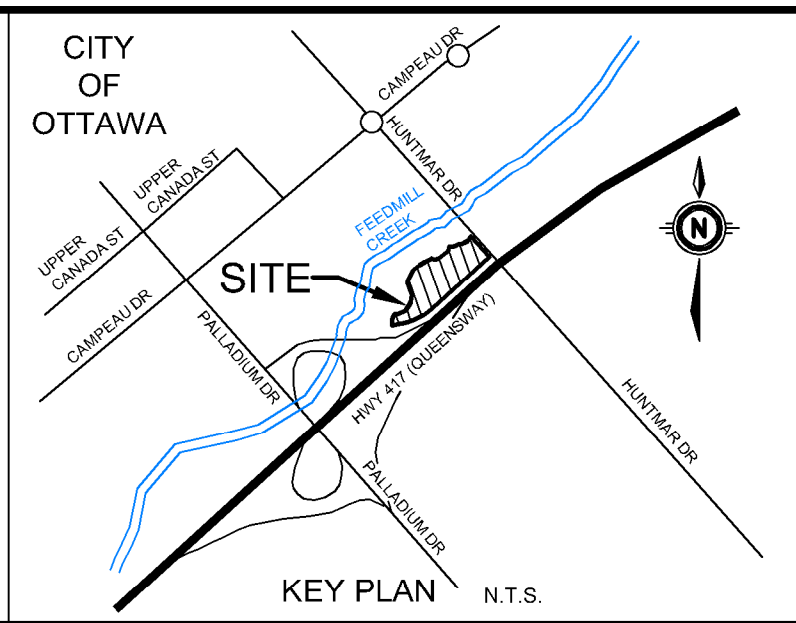 CITY
OF
OTTAWA
CAMPEAU DR
HUNTMAR DR
UPPER
CANADA ST
UPPER
CANADA ST
FEEDMILL
CREEK
N
SITE
CAMPEAU DR
PALLADIUM DR
HWY 417 (QUEENSWAY)
HUNTMAR DR
PALLADIUM DR
KEY PLAN
N.T.S.